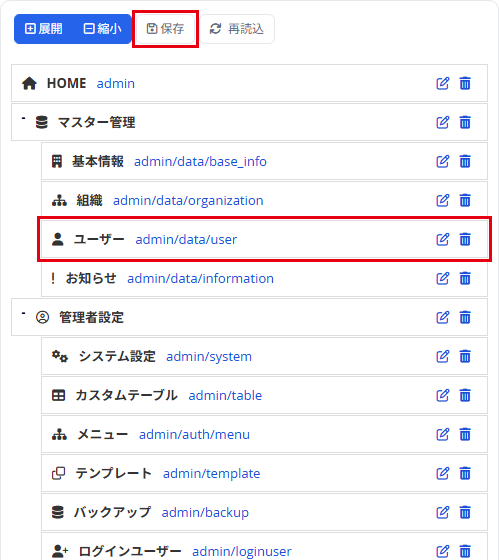 展開 縮小 保存 再読込
HOME admin
- マスター管理
基本情報 admin/data/base_info
組織 admin/data/organization
ユーザー admin/data/user
お知らせ admin/data/information
- 管理者設定
システム設定 admin/system
カスタムテーブル admin/table
メニュー admin/auth/menu
テンプレート admin/template
バックアップ admin/backup
ログインユーザー admin/loginuser